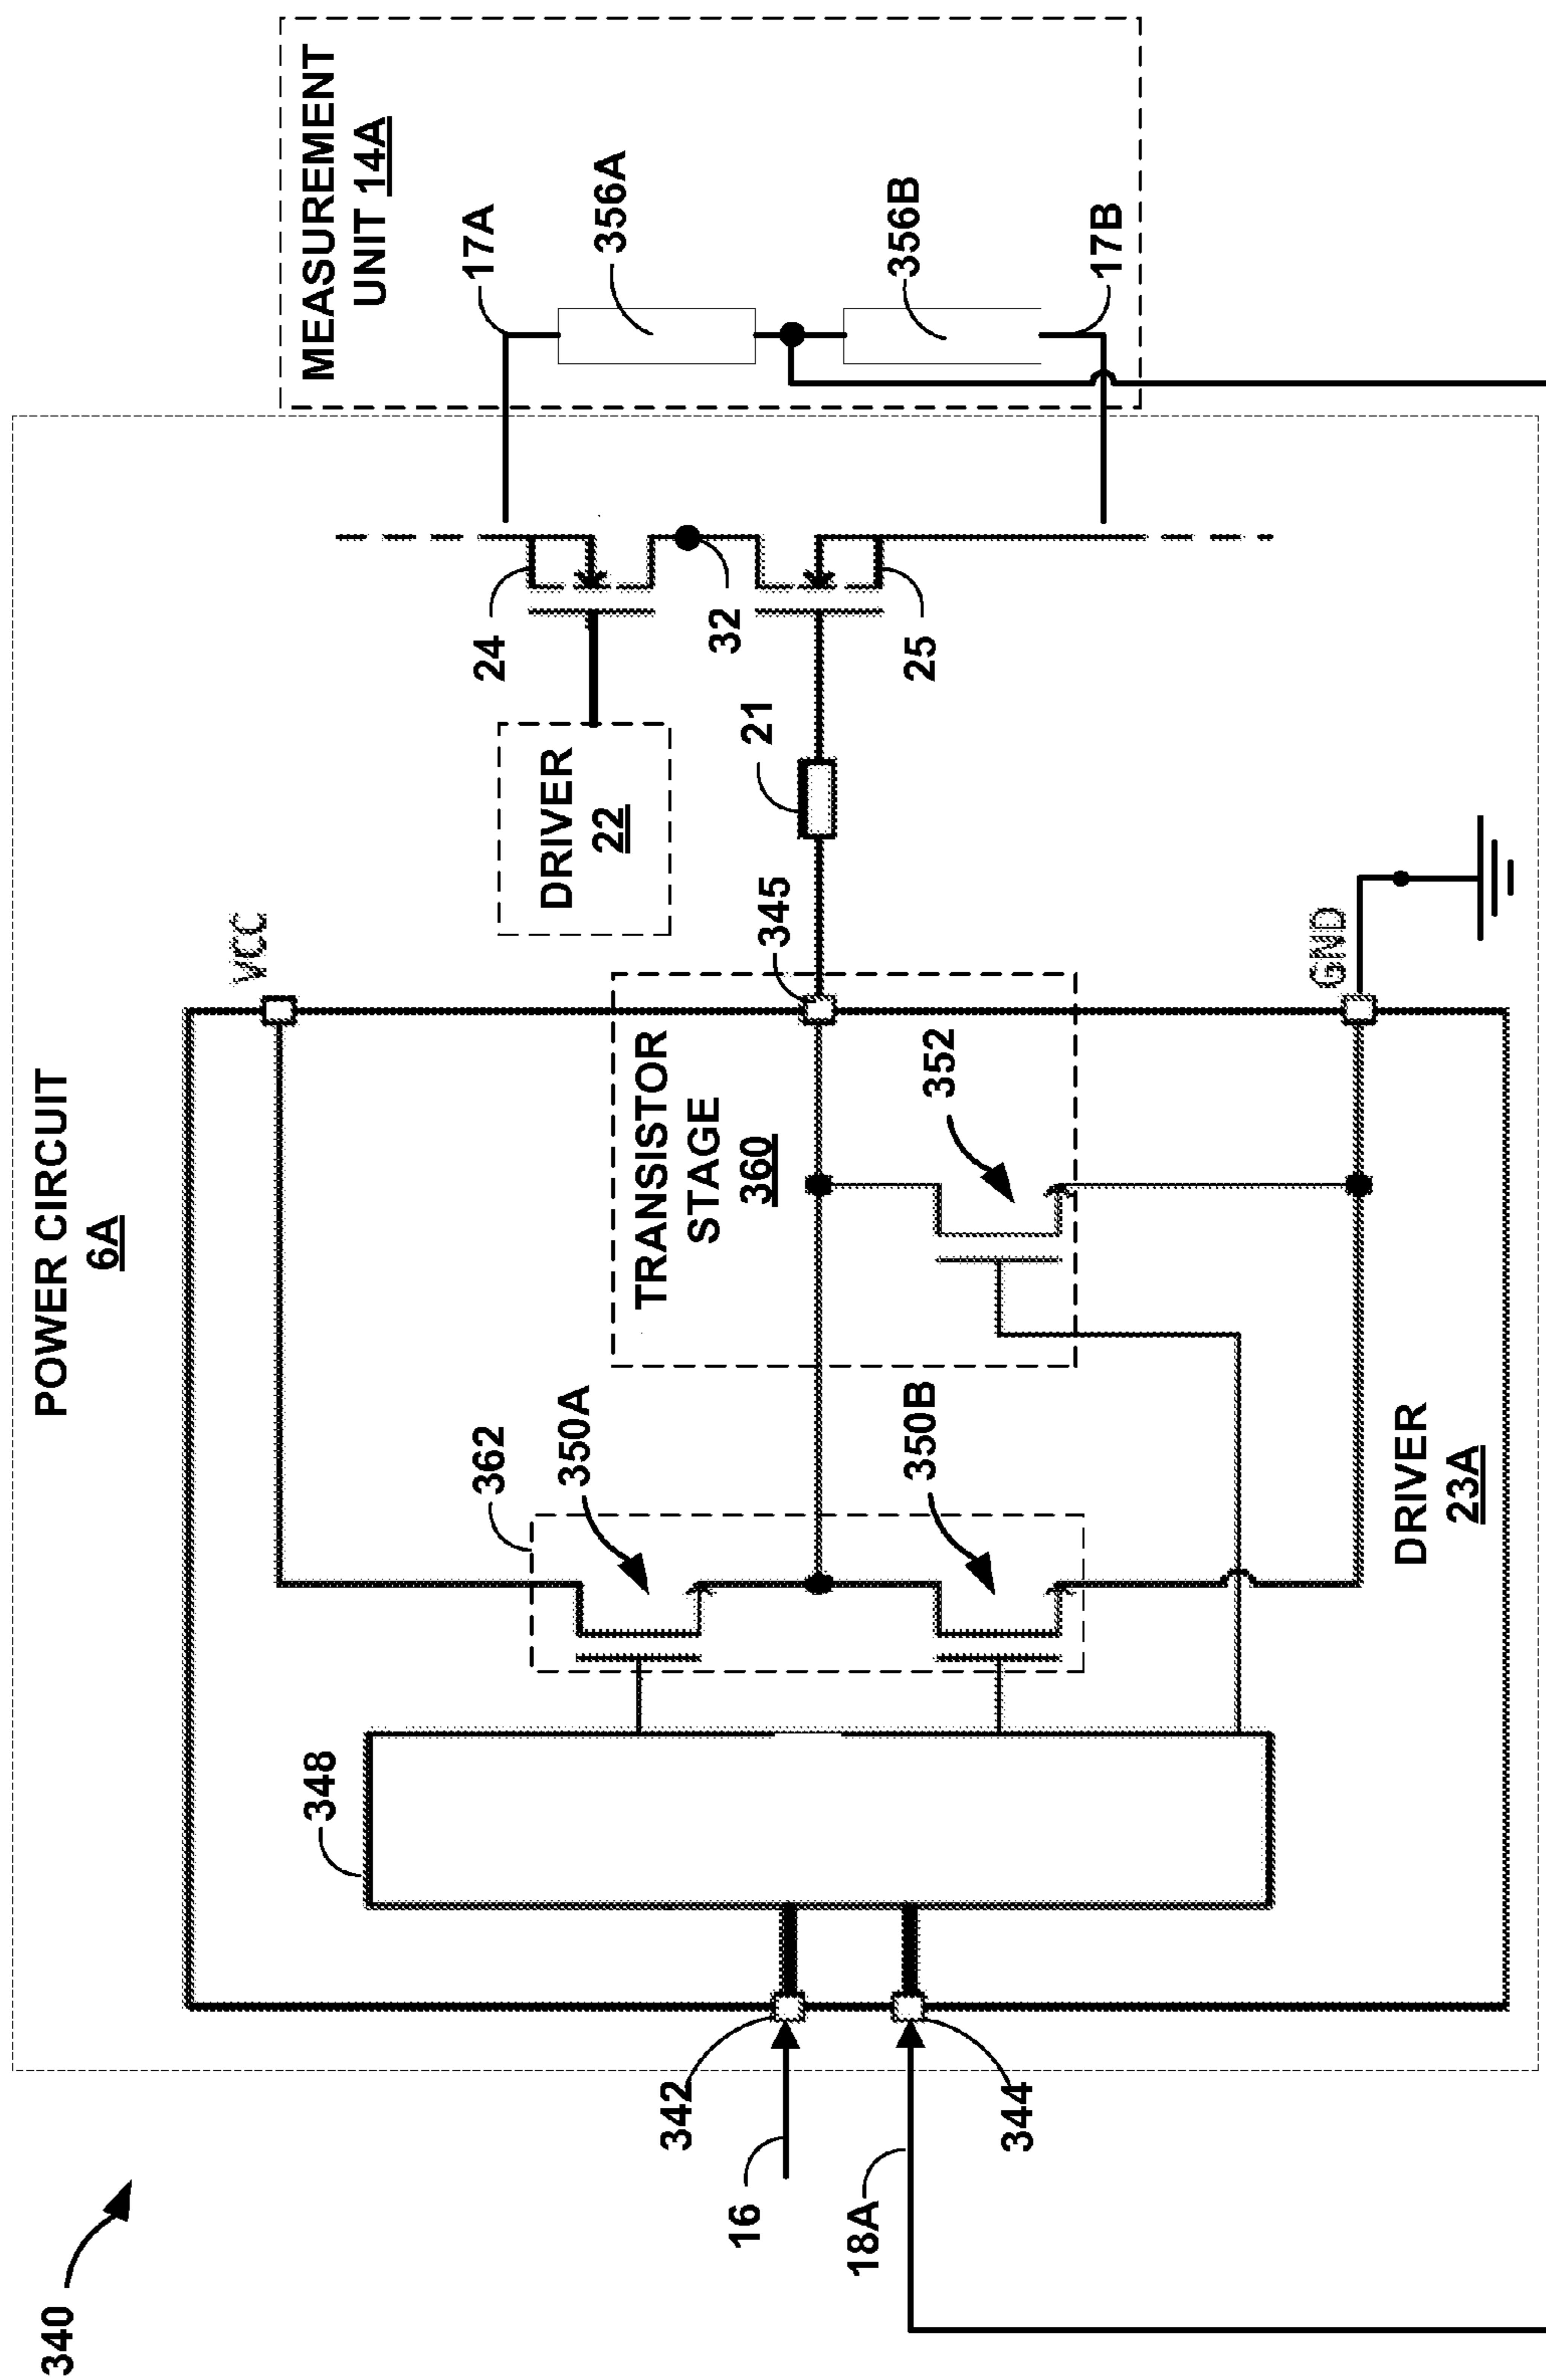 340
POWER CIRCUIT
6A
MEASUREMENT
UNIT 14A
VCC
17A
356A
356B
17B
24
DRIVER
22
32
25
21
345
TRANSISTOR
STAGE
360
352
GND
362
350A
350B
348
DRIVER
23A
342
344
16
18A